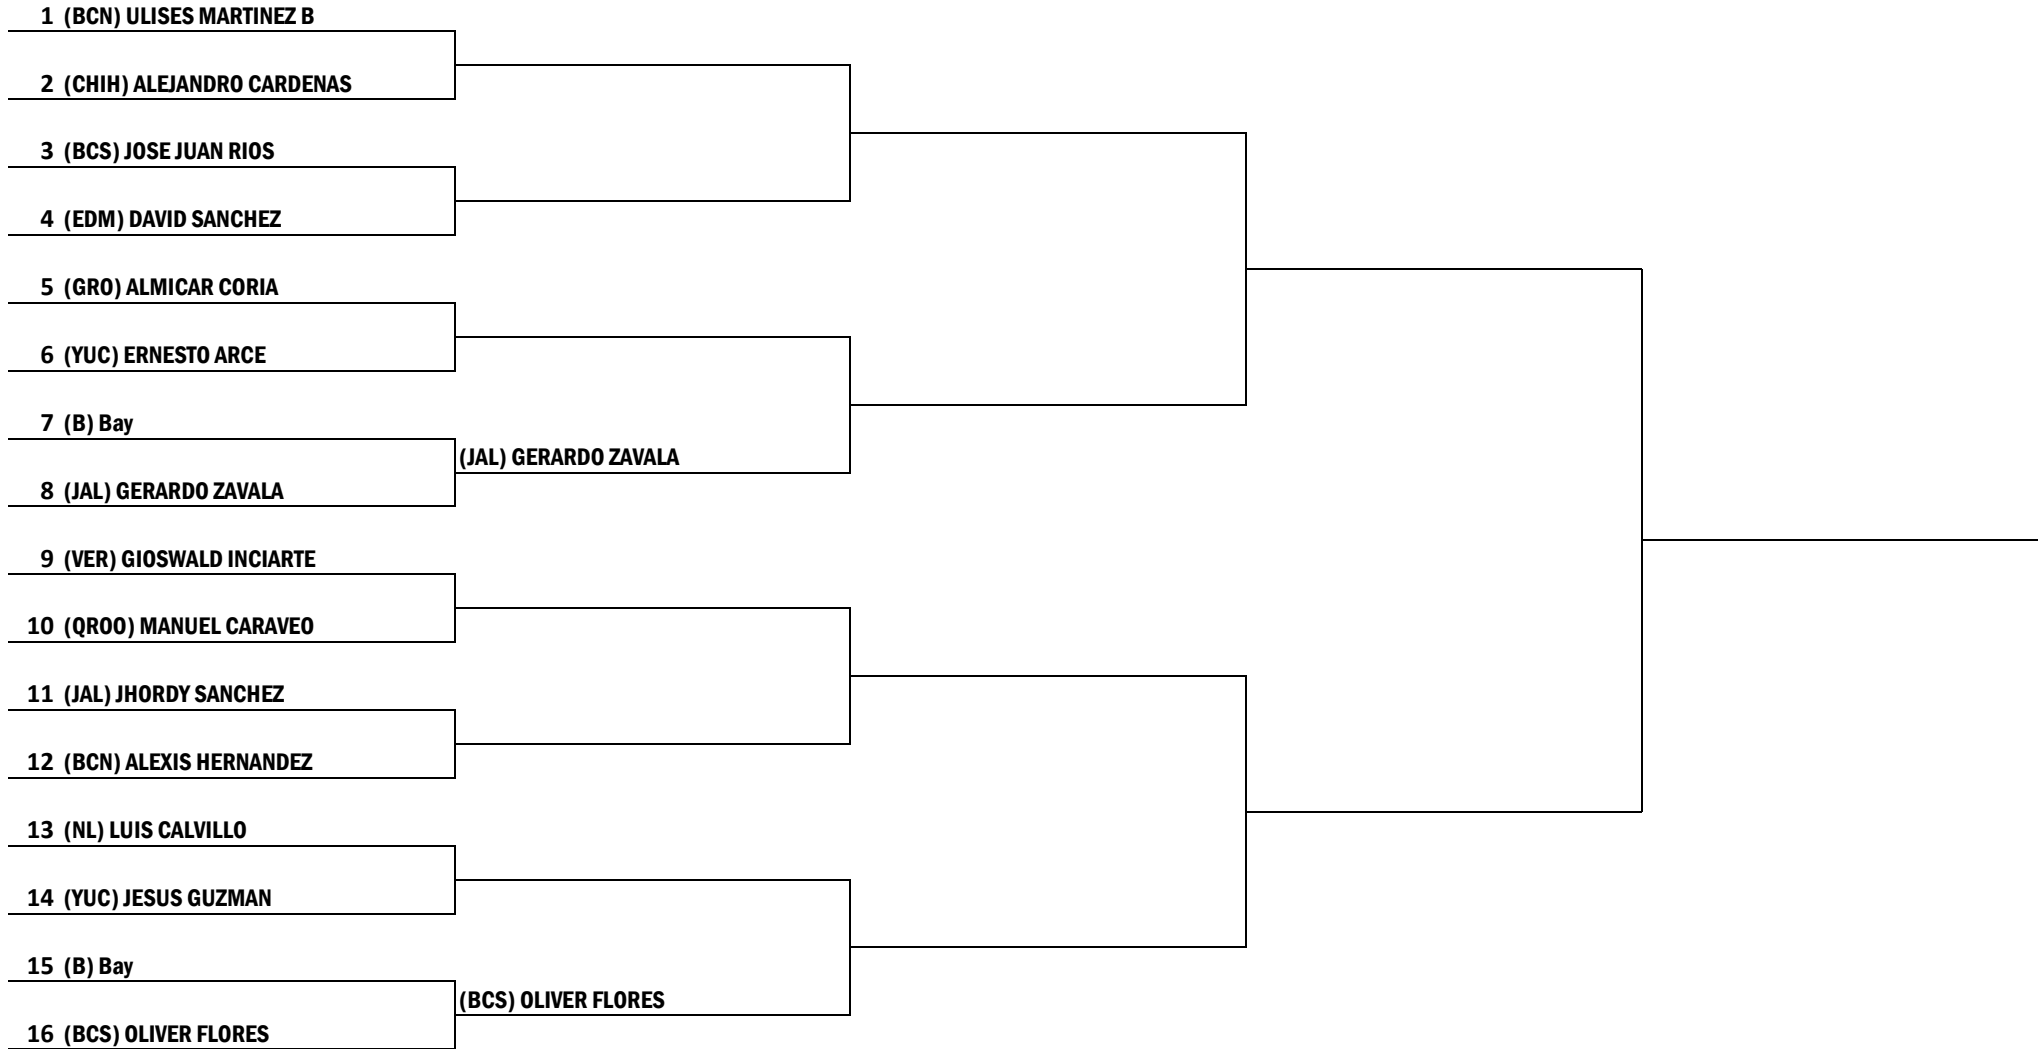 1 (BCN) ULISES MARTINEZ B
2 (CHIH) ALEJANDRO CARDENAS
3 (BCS) JOSE JUAN RIOS
4 (EDM) DAVID SANCHEZ
5 (GRO) ALMICAR CORIA
6 (YUC) ERNESTO ARCE
7 (B) Bay
(JAL) GERARDO ZAVALA
8 (JAL) GERARDO ZAVALA
9 (VER) GIOSWALD INCIARTE
10 (QROO) MANUEL CARAVEO
11 (JAL) JHORDY SANCHEZ
12 (BCN) ALEXIS HERNANDEZ
13 (NL) LUIS CALVILLO
14 (YUC) JESUS GUZMAN
15 (B) Bay
(BCS) OLIVER FLORES
16 (BCS) OLIVER FLORES